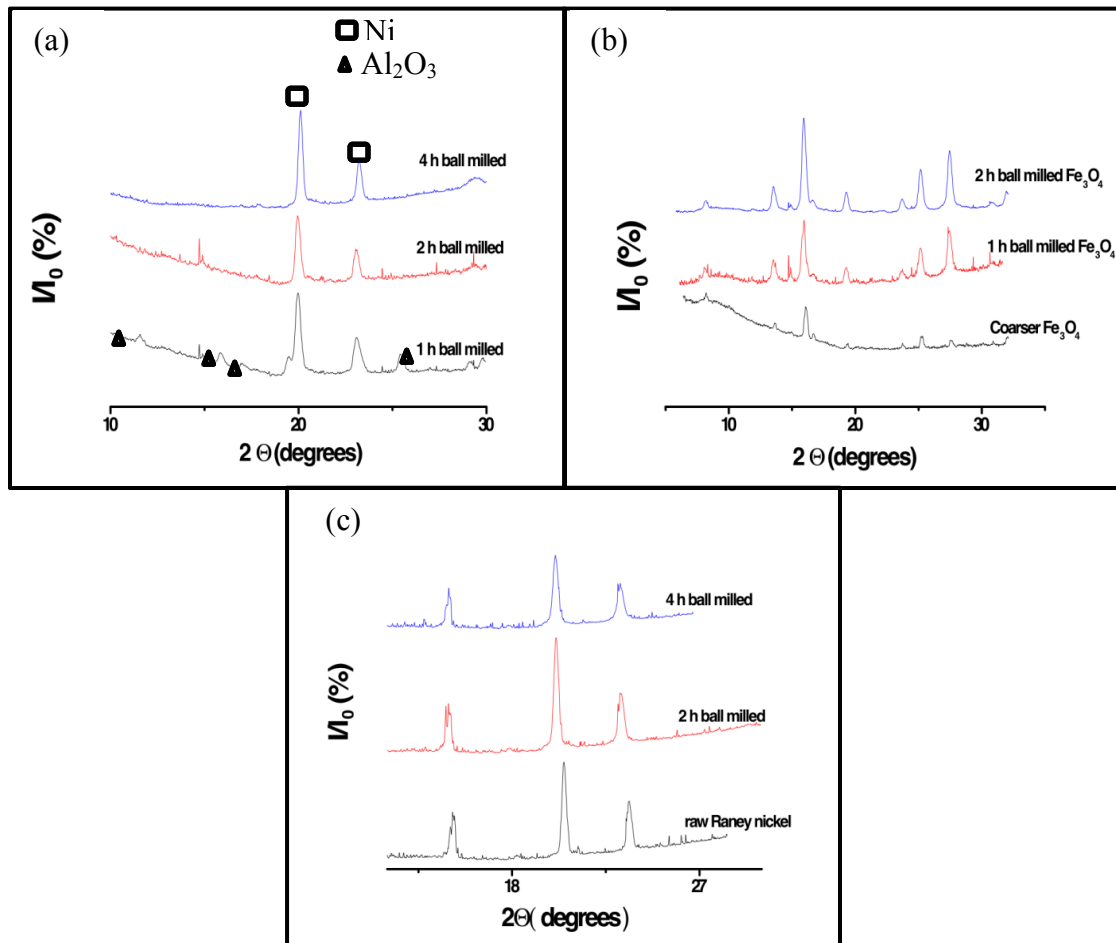 (a)
Ni
Al₂O₃
4 h ball milled
2 h ball milled
1 h ball milled
I/I₀ (%)
10
20
30
2 Θ (degrees)
(b)
2 h ball milled Fe₃O₄
1 h ball milled Fe₃O₄
Coarser Fe₃O₄
I/I₀ (%)
10
20
30
2 Θ (degrees)
(c)
4 h ball milled
2 h ball milled
raw Raney nickel
I/I₀ (%)
18
27
2Θ( degrees)